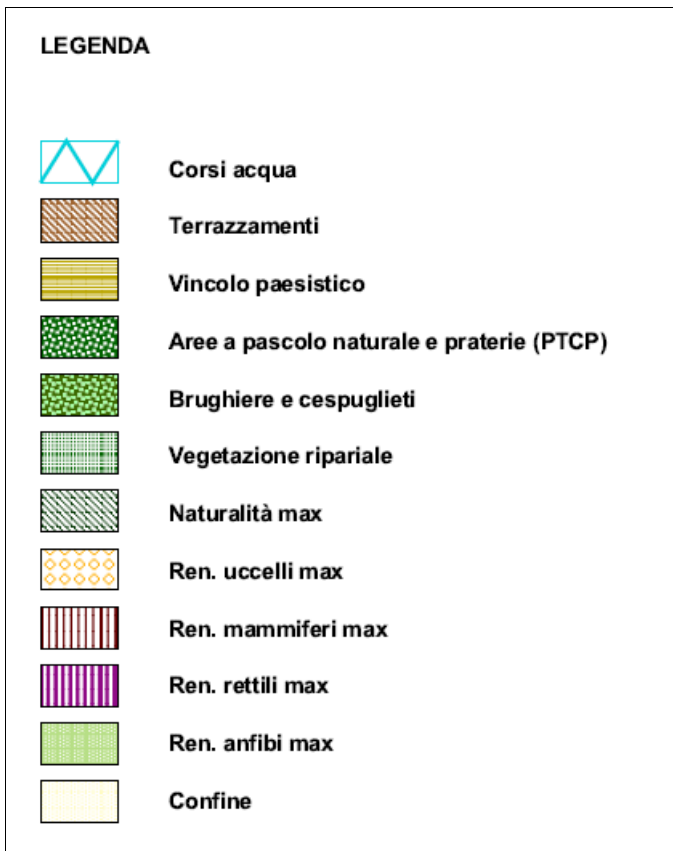 LEGENDA
Corsi acqua
Terrazzamenti
Vincolo paesistico
Aree a pascolo naturale e praterie (PTCP)
Brughiere e cespuglieti
Vegetazione ripariale
Naturalità max
Ren. uccelli max
Ren. mammiferi max
Ren. rettili max
Ren. anfibi max
Confine